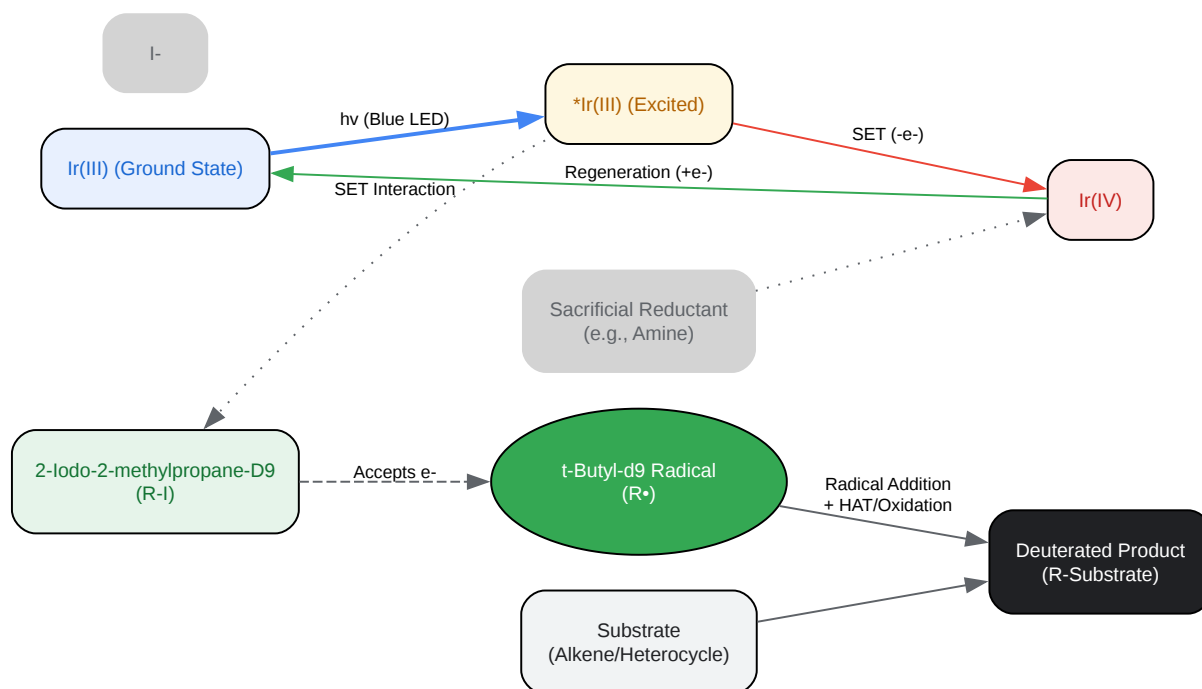 I-
*Ir(III) (Excited)
hv (Blue LED)
SET (-e-)
Ir(III) (Ground State)
Regeneration (+e-)
SET Interaction
Ir(IV)
Sacrificial Reductant
(e.g., Amine)
2-Iodo-2-methylpropane-D9
(R-I)
Accepts e-
t-Butyl-d9 Radical
(R•)
Radical Addition
+ HAT/Oxidation
Deuterated Product
(R-Substrate)
Substrate
(Alkene/Heterocycle)